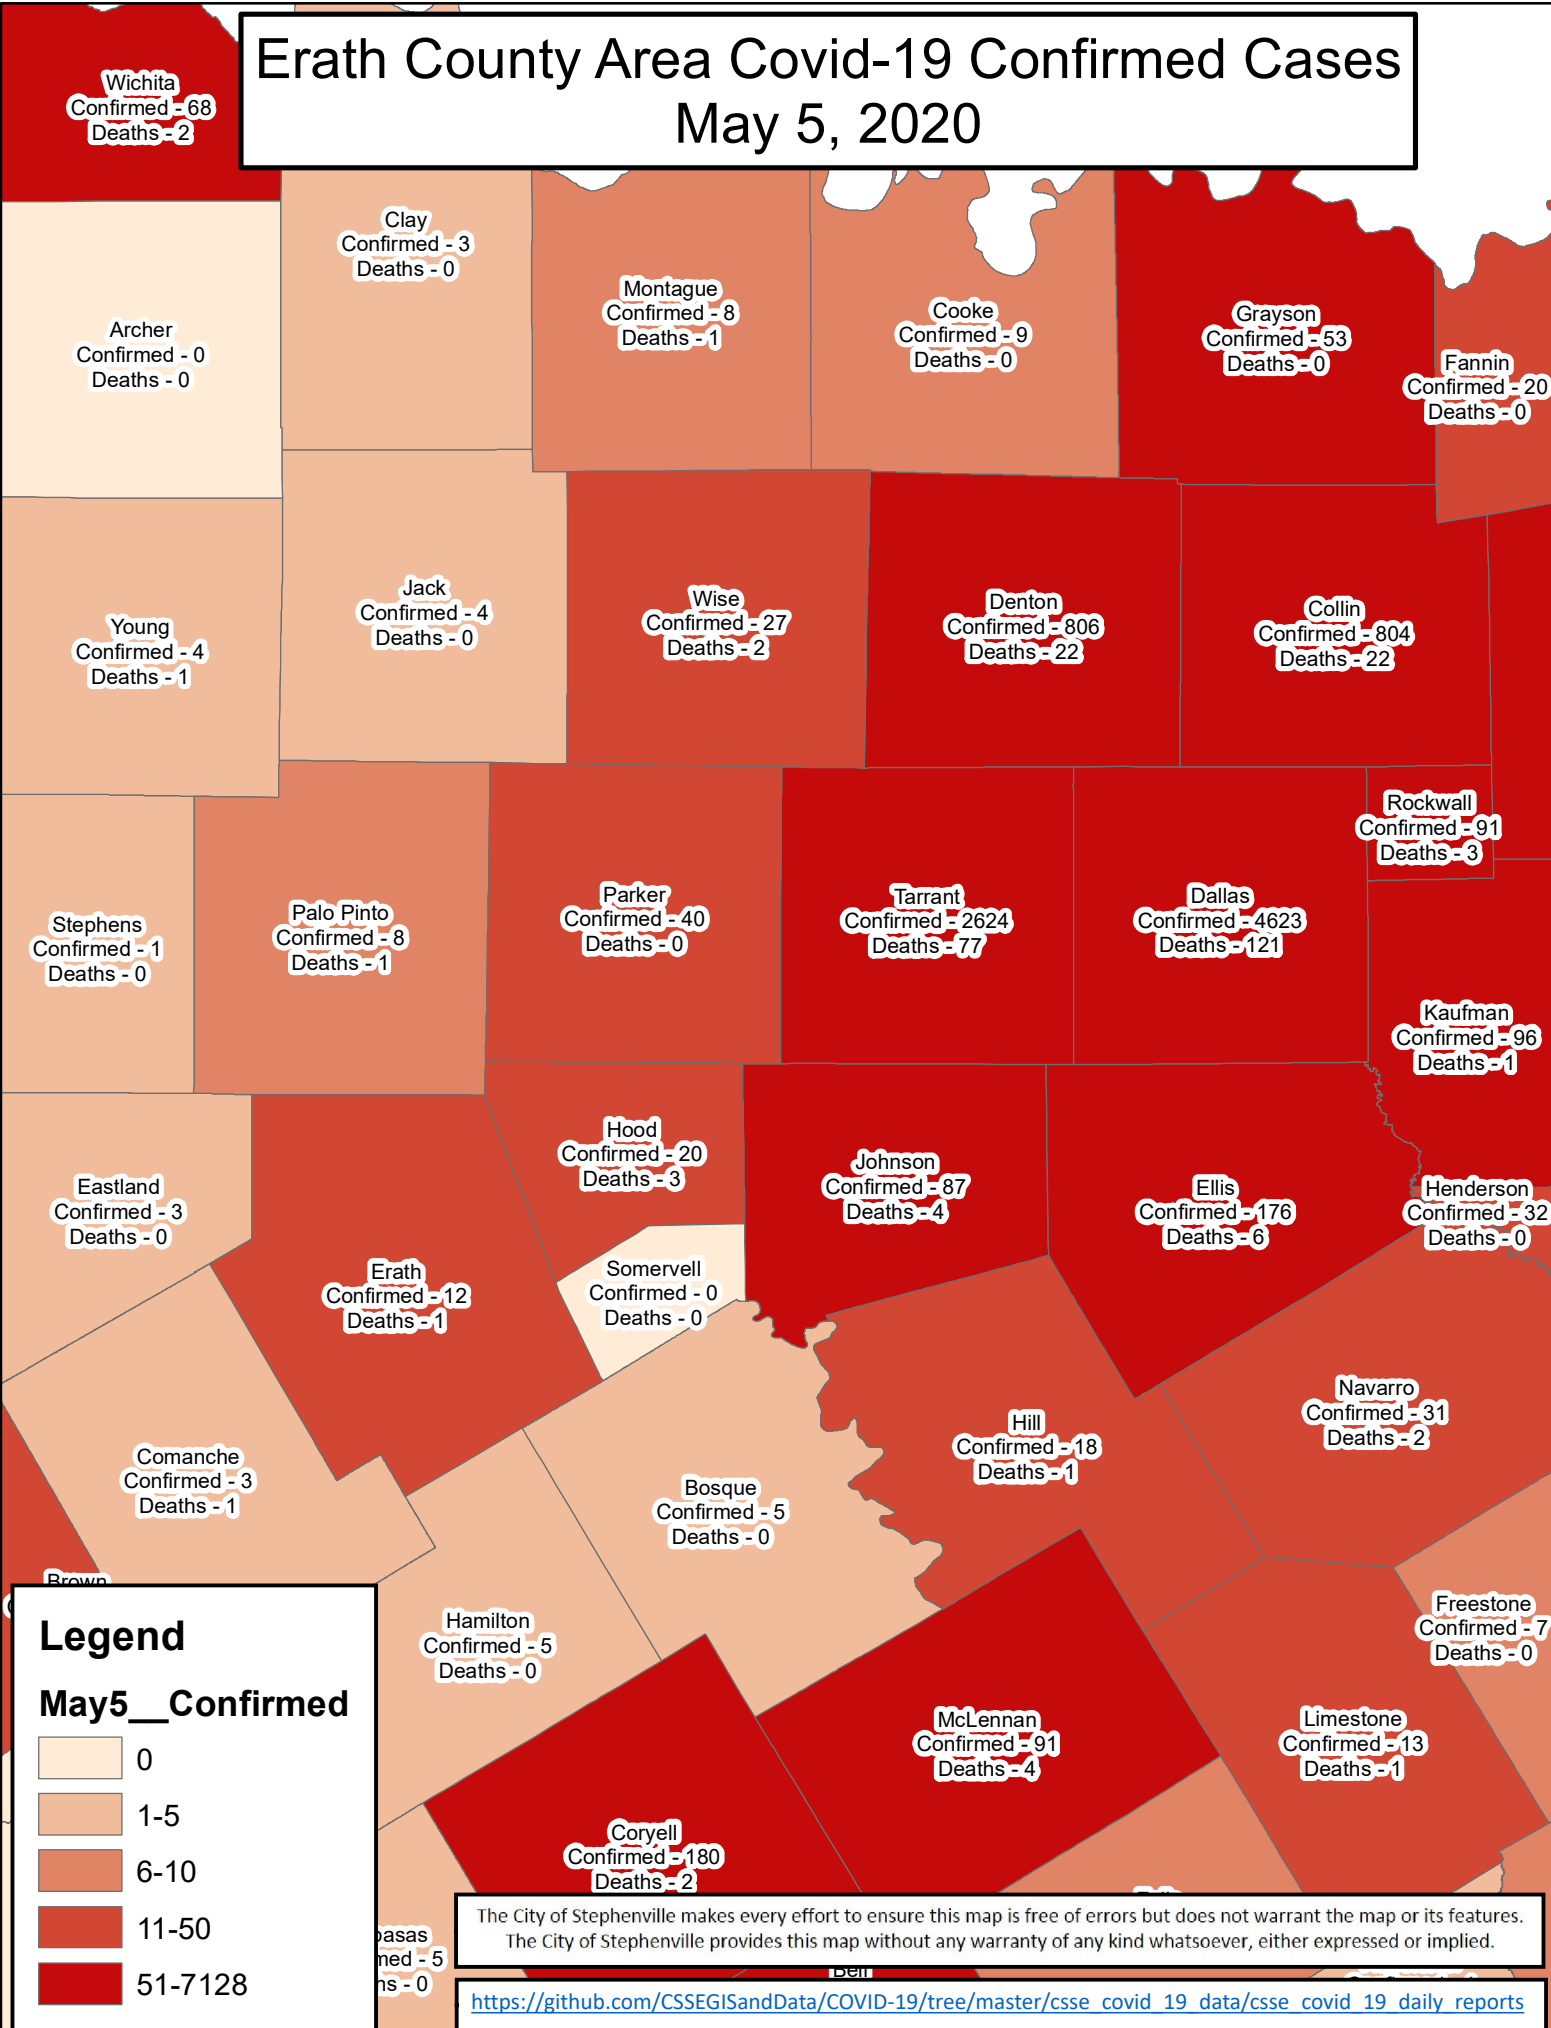 Erath County Area Covid-19 Confirmed Cases
May 5, 2020
Wichita
Confirmed - 68
Deaths - 2
Clay
Confirmed - 3
Deaths - 0
Montague
Confirmed - 8
Deaths - 1
Cooke
Confirmed - 9
Deaths - 0
Grayson
Confirmed - 53
Deaths - 0
Archer
Confirmed - 0
Deaths - 0
Fannin
Confirmed - 20
Deaths - 0
Young
Confirmed - 4
Deaths - 1
Jack
Confirmed - 4
Deaths - 0
Wise
Confirmed - 27
Deaths - 2
Denton
Confirmed - 806
Deaths - 22
Collin
Confirmed - 804
Deaths - 22
Rockwall
Confirmed - 91
Deaths - 3
Stephens
Confirmed - 1
Deaths - 0
Palo Pinto
Confirmed - 8
Deaths - 1
Parker
Confirmed - 40
Deaths - 0
Tarrant
Confirmed - 2624
Deaths - 77
Dallas
Confirmed - 4623
Deaths - 121
Kaufman
Confirmed - 96
Deaths - 1
Eastland
Confirmed - 3
Deaths - 0
Hood
Confirmed - 20
Deaths - 3
Johnson
Confirmed - 87
Deaths - 4
Ellis
Confirmed - 176
Deaths - 6
Henderson
Confirmed - 32
Deaths - 0
Erath
Confirmed - 12
Deaths - 1
Somervell
Confirmed - 0
Deaths - 0
Navarro
Confirmed - 31
Deaths - 2
Hill
Confirmed - 18
Deaths - 1
Comanche
Confirmed - 3
Deaths - 1
Bosque
Confirmed - 5
Deaths - 0
Brown
Hamilton
Confirmed - 5
Deaths - 0
Freestone
Confirmed - 7
Deaths - 0
McLennan
Confirmed - 91
Deaths - 4
Limestone
Confirmed - 13
Deaths - 1
Coryell
Confirmed - 180
Deaths - 2
Legend
May5__Confirmed
0
1-5
6-10
11-50
51-7128
asas
med - 5
hs - 0
The City of Stephenville makes every effort to ensure this map is free of errors but does not warrant the map or its features.
The City of Stephenville provides this map without any warranty of any kind whatsoever, either expressed or implied.
Bell
https://github.com/CSSEGISandData/COVID-19/tree/master/csse_covid_19_data/csse_covid_19_daily_reports